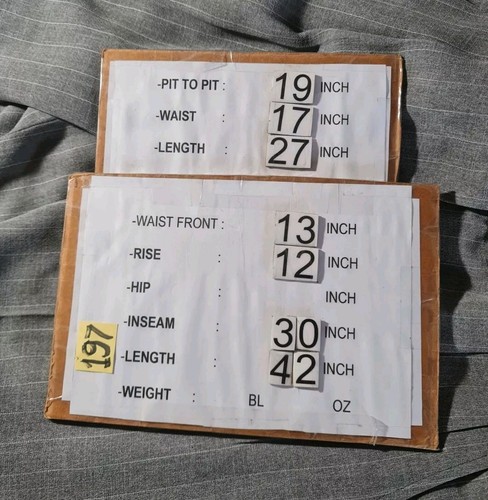 -PIT TO PIT : 19 INCH
-WAIST : 17 INCH
-LENGTH : 27 INCH
-WAIST FRONT : 13 INCH
-RISE : 12 INCH
-HIP : INCH
-INSEAM : 30 INCH
197
-LENGTH : 42 INCH
-WEIGHT : BL OZ